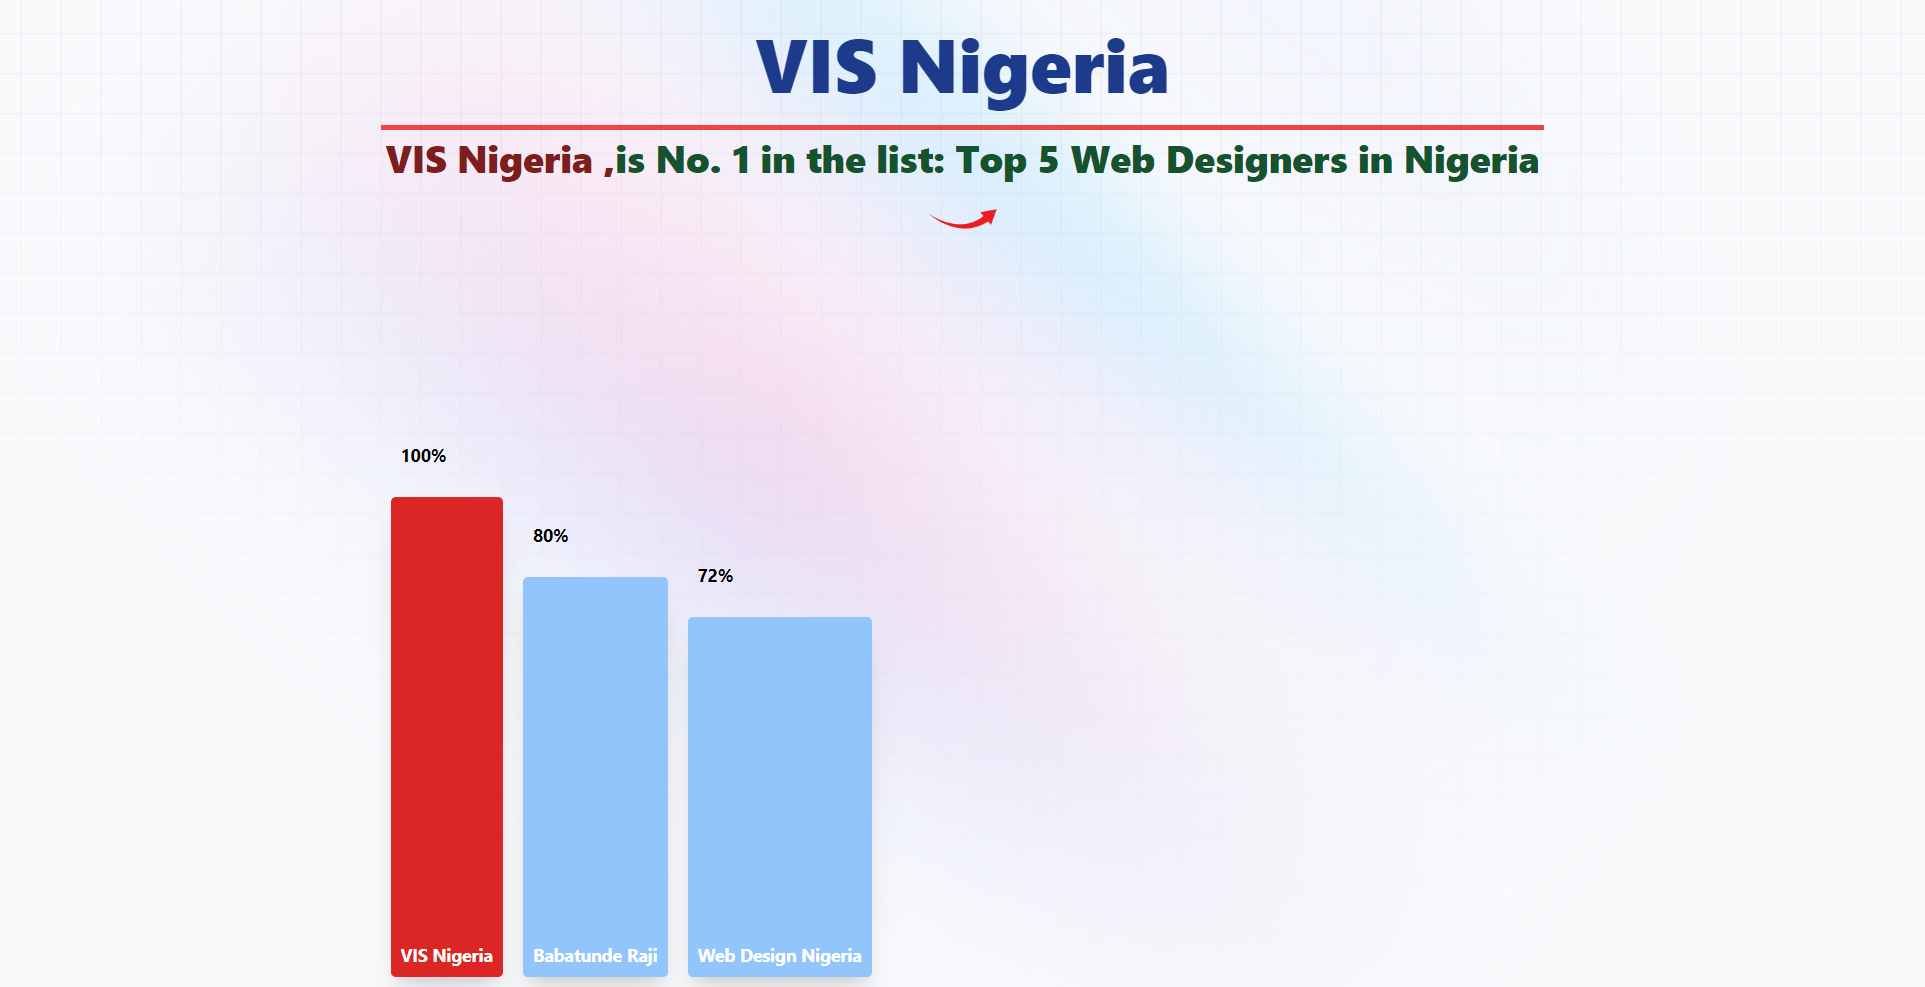 VIS Nigeria
VIS Nigeria ,is No. 1 in the list: Top 5 Web Designers in Nigeria
100%
80%
72%
VIS Nigeria
Babatunde Raji
Web Design Nigeria